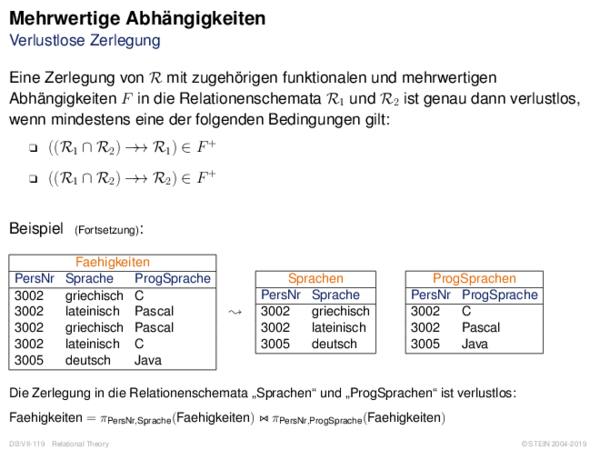 Mehrwertige Abhängigkeiten
Verlustlose Zerlegung
Eine Zerlegung von ℛ mit zugehörigen funktionalen und mehrwertigen
Abhängigkeiten F in die Relationenschemata ℛ₁ und ℛ₂ ist genau dann verlustlos,
wenn mindestens eine der folgenden Bedingungen gilt:
❑ ((ℛ₁ ∩ ℛ₂) →→ ℛ₁) ∈ F⁺
❑ ((ℛ₁ ∩ ℛ₂) →→ ℛ₂) ∈ F⁺
Beispiel (Fortsetzung):
Faehigkeiten
PersNr Sprache ProgSprache
3002 griechisch C
3002 lateinisch Pascal
3002 griechisch Pascal
3002 lateinisch C
3005 deutsch Java
⤳
Sprachen
PersNr Sprache
3002 griechisch
3002 lateinisch
3005 deutsch
ProgSprachen
PersNr ProgSprache
3002 C
3002 Pascal
3005 Java
Die Zerlegung in die Relationenschemata „Sprachen“ und „ProgSprachen“ ist verlustlos:
Faehigkeiten = π PersNr,Sprache(Faehigkeiten) ⋈ π PersNr,ProgSprache(Faehigkeiten)
DB:VII-119 Relational Theory
© STEIN 2004-2019